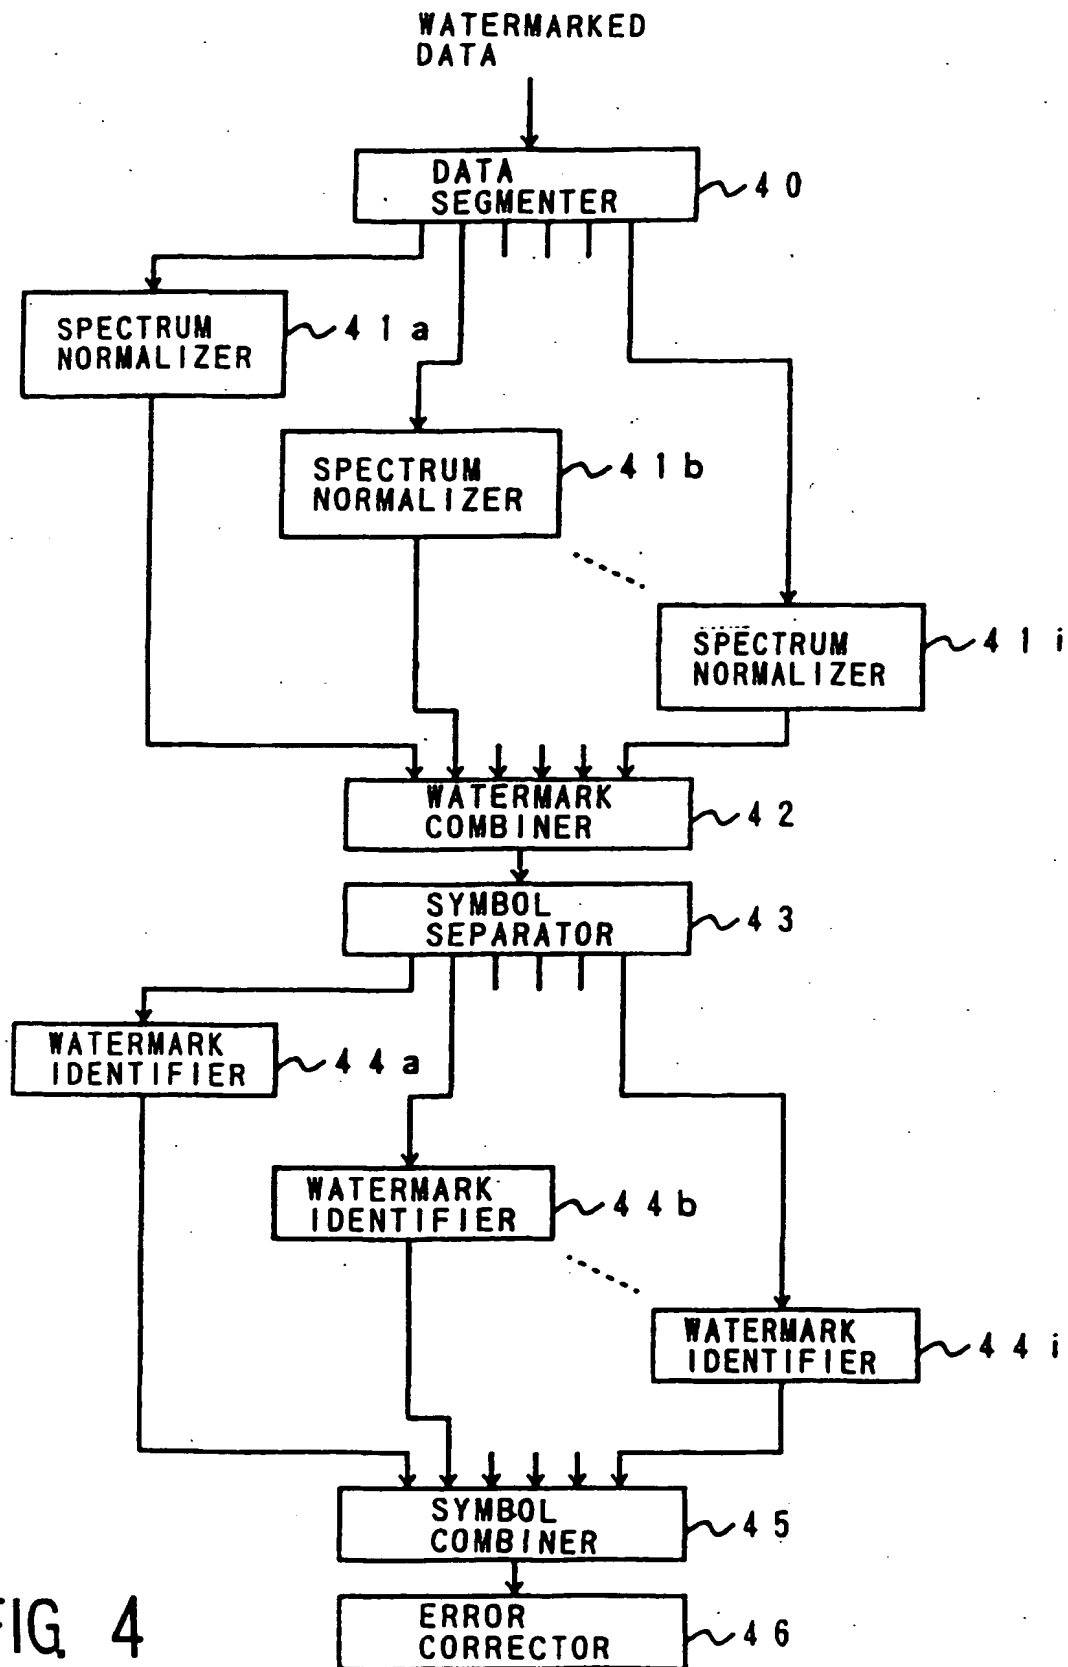 WATERMARKED
DATA
DATA
SEGMENTER
40
SPECTRUM
NORMALIZER
41a
SPECTRUM
NORMALIZER
41b
SPECTRUM
NORMALIZER
41i
WATERMARK
COMBINER
42
SYMBOL
SEPARATOR
43
WATERMARK
IDENTIFIER
44a
WATERMARK
IDENTIFIER
44b
WATERMARK
IDENTIFIER
44i
SYMBOL
COMBINER
45
ERROR
CORRECTOR
46
FIG. 4